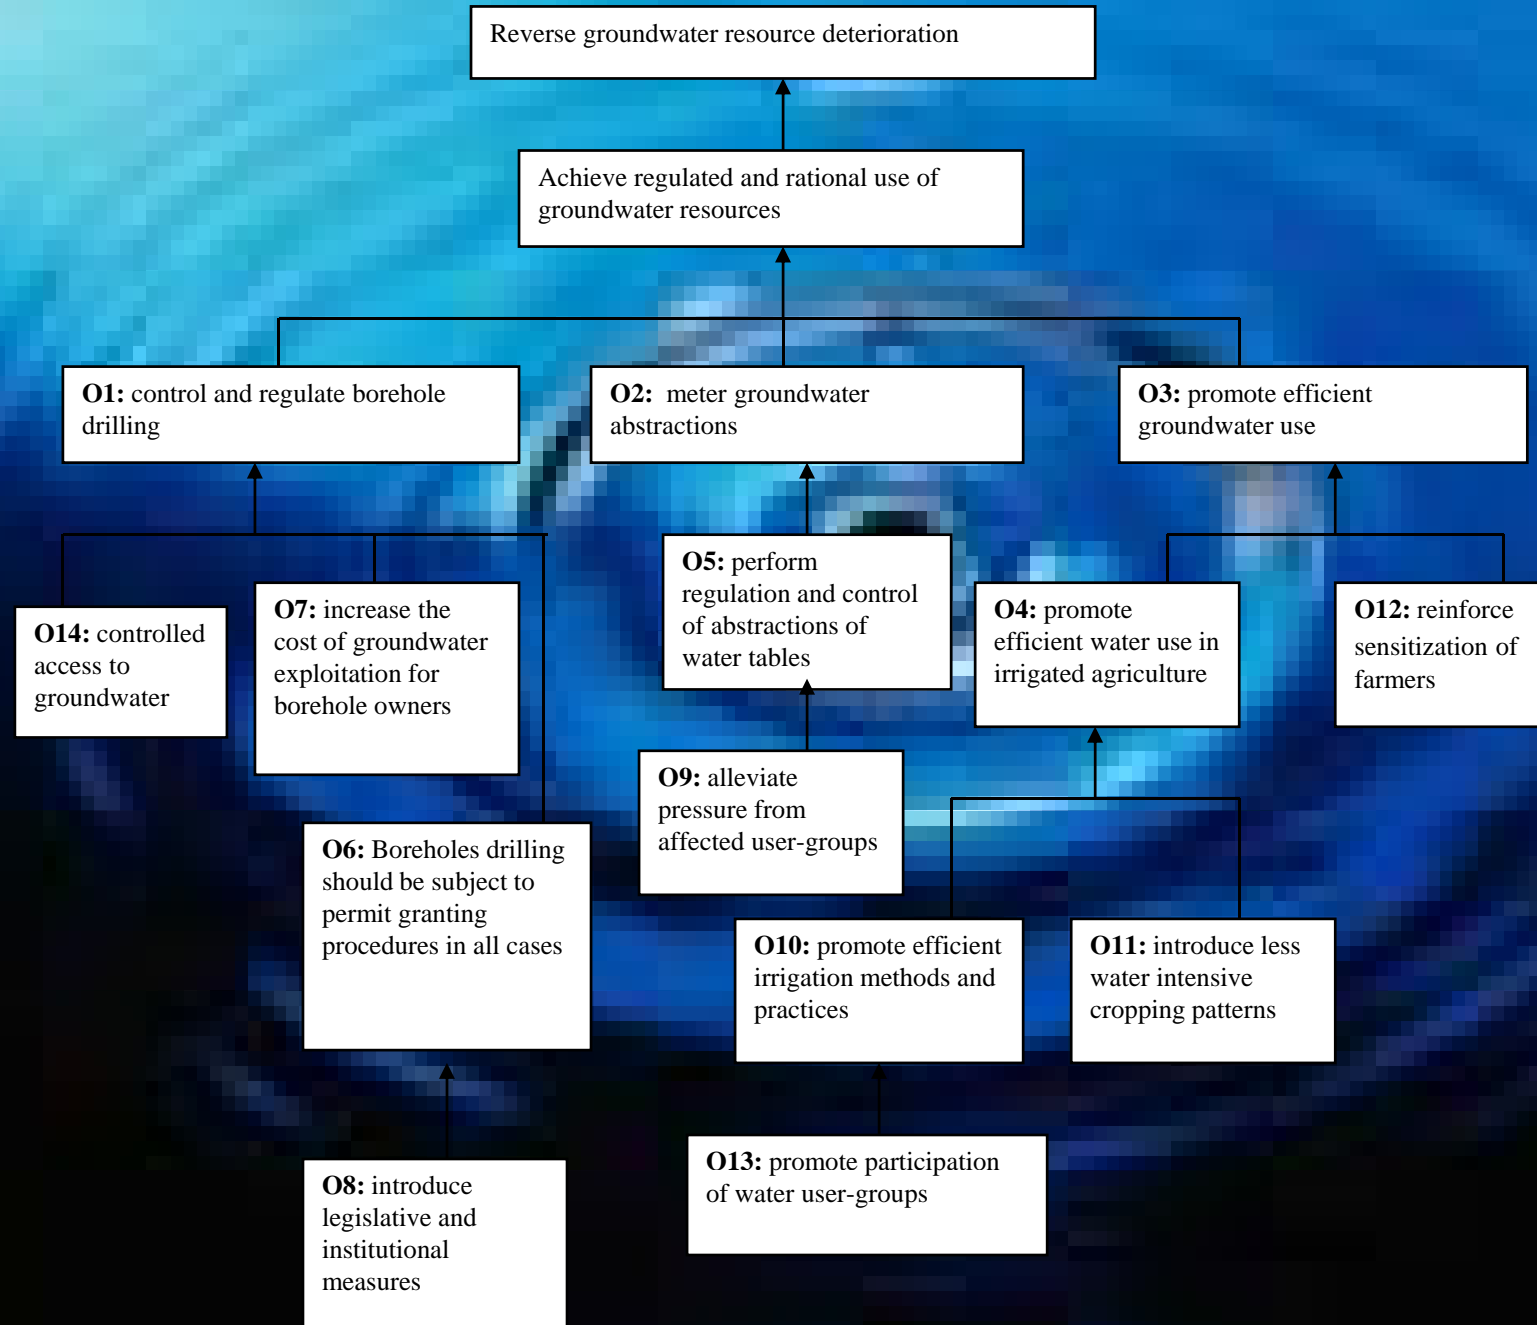 Reverse groundwater resource deterioration
Achieve regulated and rational use of
groundwater resources
O1: control and regulate borehole
drilling
O2: meter groundwater
abstractions
O3: promote efficient
groundwater use
O14: controlled
access to
groundwater
O7: increase the
cost of groundwater
exploitation for
borehole owners
O5: perform
regulation and control
of abstractions of
water tables
O4: promote
efficient water use in
irrigated agriculture
O12: reinforce
sensitization of
farmers
O9: alleviate
pressure from
affected user-groups
O6: Boreholes drilling
should be subject to
permit granting
procedures in all cases
O10: promote efficient
irrigation methods and
practices
O11: introduce less
water intensive
cropping patterns
O8: introduce
legislative and
institutional
measures
O13: promote participation
of water user-groups